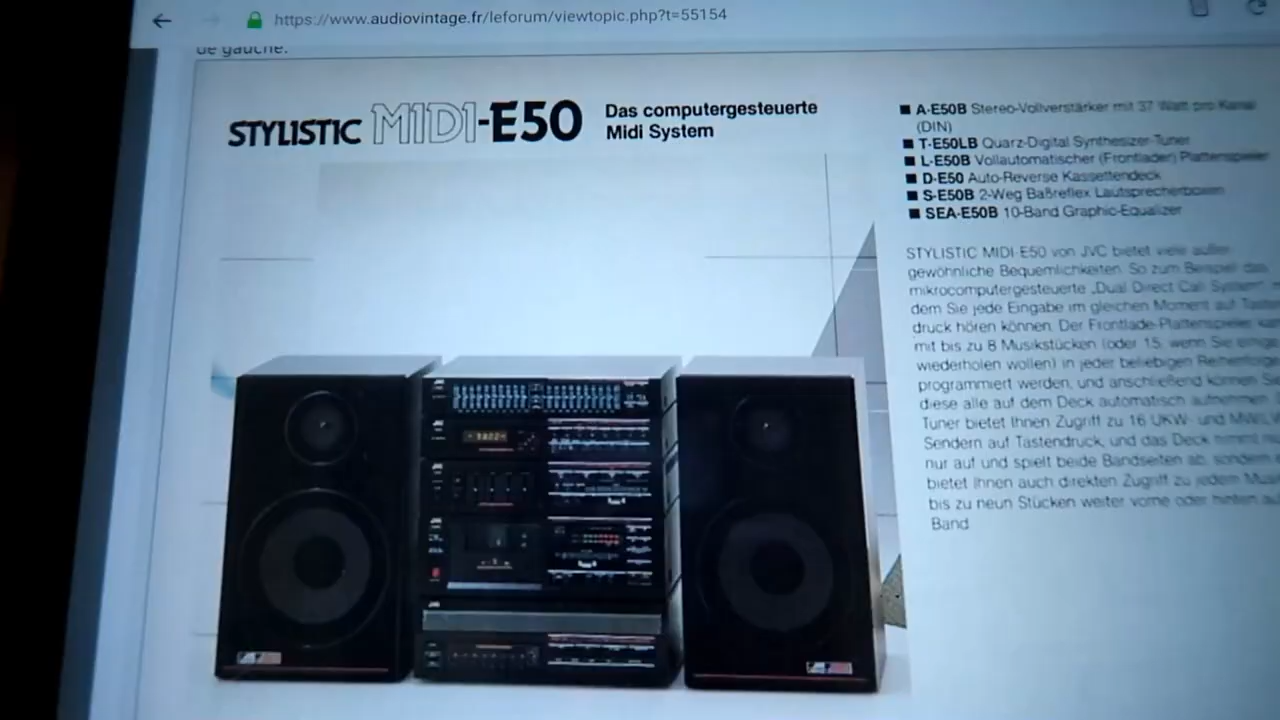 https://www.audiovintage.fr/leforum/viewtopic.php?t=55154
de gauche.
STYLISTIC MIDI-E50
Das computergesteuerte
Midi System
■ A-E50B Stereo-Vollverstärker mit 37 Watt pro Kanal
(DIN)
■ T-E50LB Quarz-Digital Synthesizer-Tuner
■ L-E50B Vollautomatischer (Frontlader) Plattenspieler
■ D-E50 Auto-Reverse Kassettendeck
■ S-E50B 2-Weg Baßreflex Lautsprecherboxen
■ SEA-E50B 10-Band Graphic-Equalizer
STYLISTIC MIDI-E50 von JVC bietet viele außer-
gewöhnliche Bequemlichkeiten. So zum Beispiel das
mikrocomputergesteuerte „Dual Direct Call System“
dem Sie jede Eingabe im gleichen Moment auf Tasten
druck hören können. Der Frontlade-Plattenspieler
mit bis zu 8 Musikstücken (oder 15, wenn Sie
wiederholen wollen) in jeder beliebigen Reihenfolge
programmiert werden, und anschließend können
diese alle auf dem Deck automatisch aufnehmen.
Tuner bietet Ihnen Zugriff zu 16 UKW- und
Sendern auf Tastendruck, und das Deck nimmt
nur auf und spielt beide Bandseiten ab, sondern
bietet Ihnen auch direkten Zugriff zu jedem
bis zu neun Stücken weiter vorne oder hinten
Band.
JVC